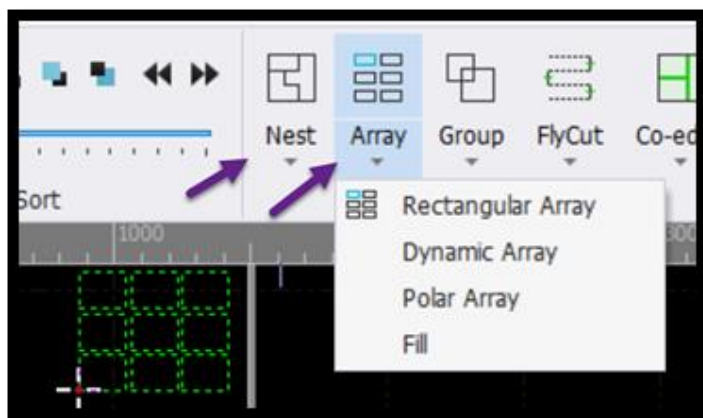 Nest Array Group FlyCut
Sort
1000
Rectangular Array
Dynamic Array
Polar Array
Fill